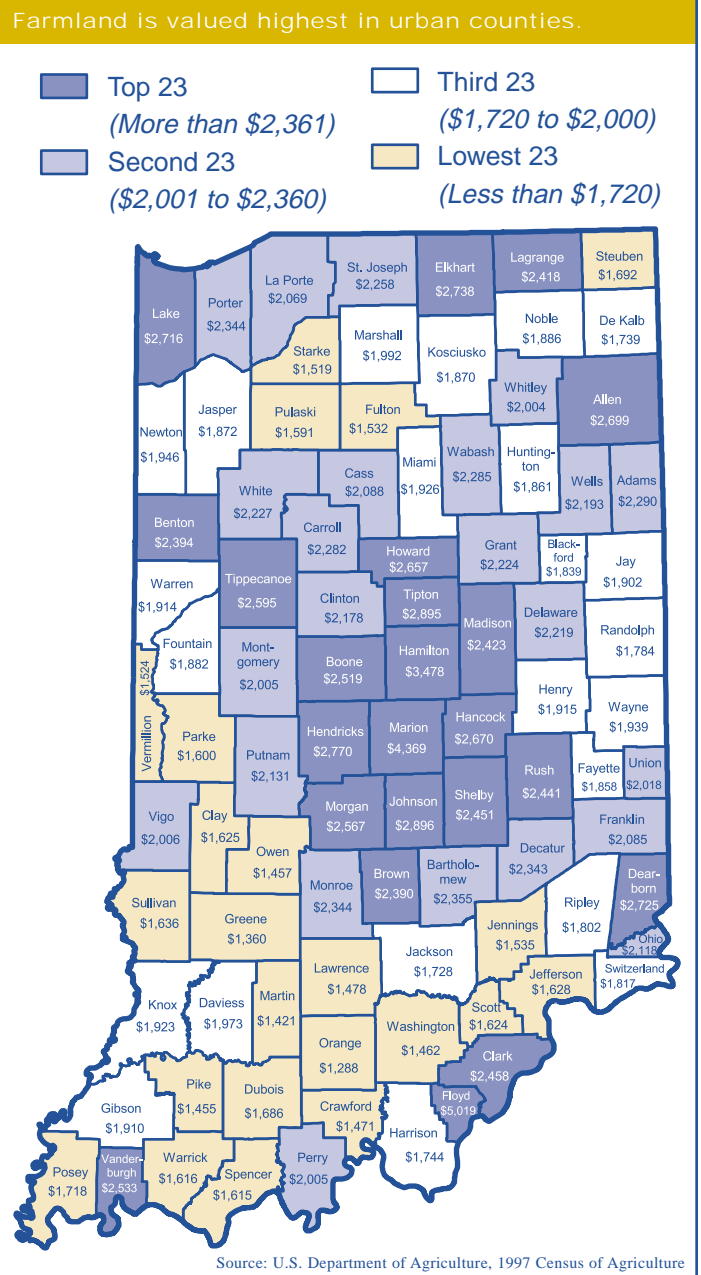 Farmland is valued highest in urban counties.
Top 23
(More than $2,361)
Third 23
($1,720 to $2,000)
Second 23
($2,001 to $2,360)
Lowest 23
(Less than $1,720)
Lake
$2,716
Porter
$2,344
La Porte
$2,069
St. Joseph
$2,258
Elkhart
$2,738
Lagrange
$2,418
Steuben
$1,692
Starke
$1,519
Marshall
$1,992
Kosciusko
$1,870
Noble
$1,886
De Kalb
$1,739
Newton
$1,946
Jasper
$1,872
Pulaski
$1,591
Fulton
$1,532
Whitley
$2,004
Allen
$2,699
White
$2,227
Cass
$2,088
Miami
$1,926
Wabash
$2,285
Hunting-
ton
$1,861
Wells
$2,193
Adams
$2,290
Benton
$2,394
Carroll
$2,282
Howard
$2,657
Grant
$2,224
Black-
ford
$1,839
Jay
$1,902
Warren
$1,914
Tippecanoe
$2,595
Clinton
$2,178
Tipton
$2,895
Madison
$2,423
Delaware
$2,219
Randolph
$1,784
Fountain
$1,882
Mont-
gomery
$2,005
Boone
$2,519
Hamilton
$3,478
Henry
$1,915
Wayne
$1,939
Vermillion
$1,524
Parke
$1,600
Putnam
$2,131
Hendricks
$2,770
Marion
$4,369
Hancock
$2,670
Rush
$2,441
Fayette
$1,858
Union
$2,018
Vigo
$2,006
Clay
$1,625
Owen
$1,457
Morgan
$2,567
Johnson
$2,896
Shelby
$2,451
Decatur
$2,343
Franklin
$2,085
Sullivan
$1,636
Greene
$1,360
Monroe
$2,344
Brown
$2,390
Bartholo-
mew
$2,355
Jennings
$1,535
Ripley
$1,802
Dear-
born
$2,725
Ohio
$2,118
Switzerland
$1,817
Knox
$1,923
Daviess
$1,973
Martin
$1,421
Lawrence
$1,478
Jackson
$1,728
Jefferson
$1,628
Scott
$1,624
Orange
$1,288
Washington
$1,462
Clark
$2,458
Floyd
$5,019
Gibson
$1,910
Pike
$1,455
Dubois
$1,686
Crawford
$1,471
Harrison
$1,744
Posey
$1,718
Vander-
burgh
$2,533
Warrick
$1,616
Spencer
$1,615
Perry
$2,005
Source: U.S. Department of Agriculture, 1997 Census of Agriculture